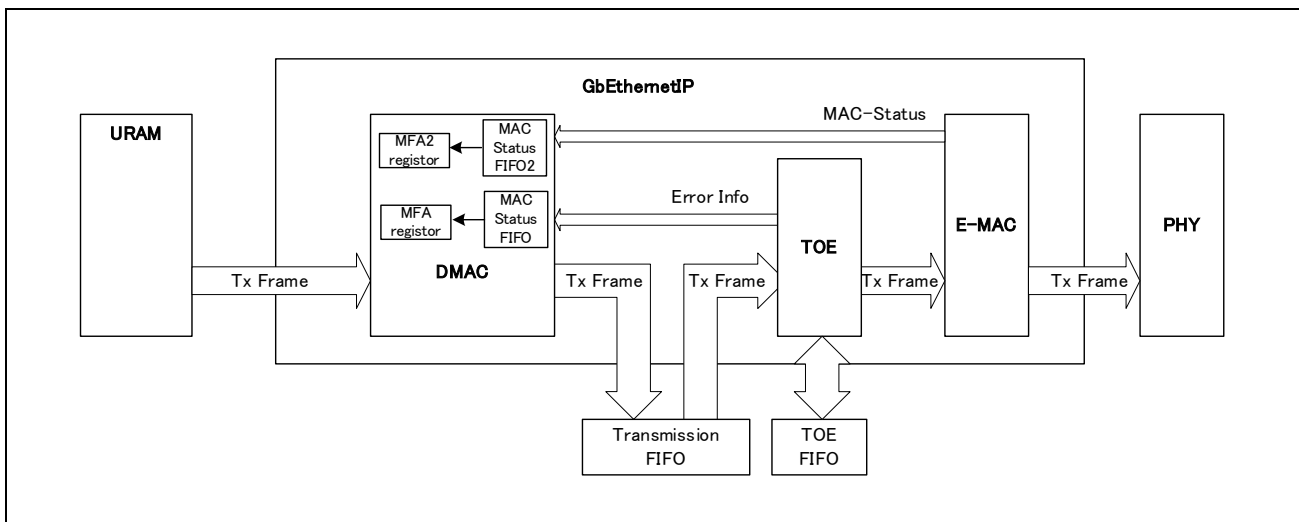 GbEthernetIP
MAC-Status
URAM
MFA2
registor
MAC
Status
FIFO2
Error Info
MFA
registor
MAC
Status
FIFO
DMAC
TOE
E-MAC
PHY
Tx Frame
Tx Frame
Tx Frame
Tx Frame
Tx Frame
Transmission
FIFO
TOE
FIFO